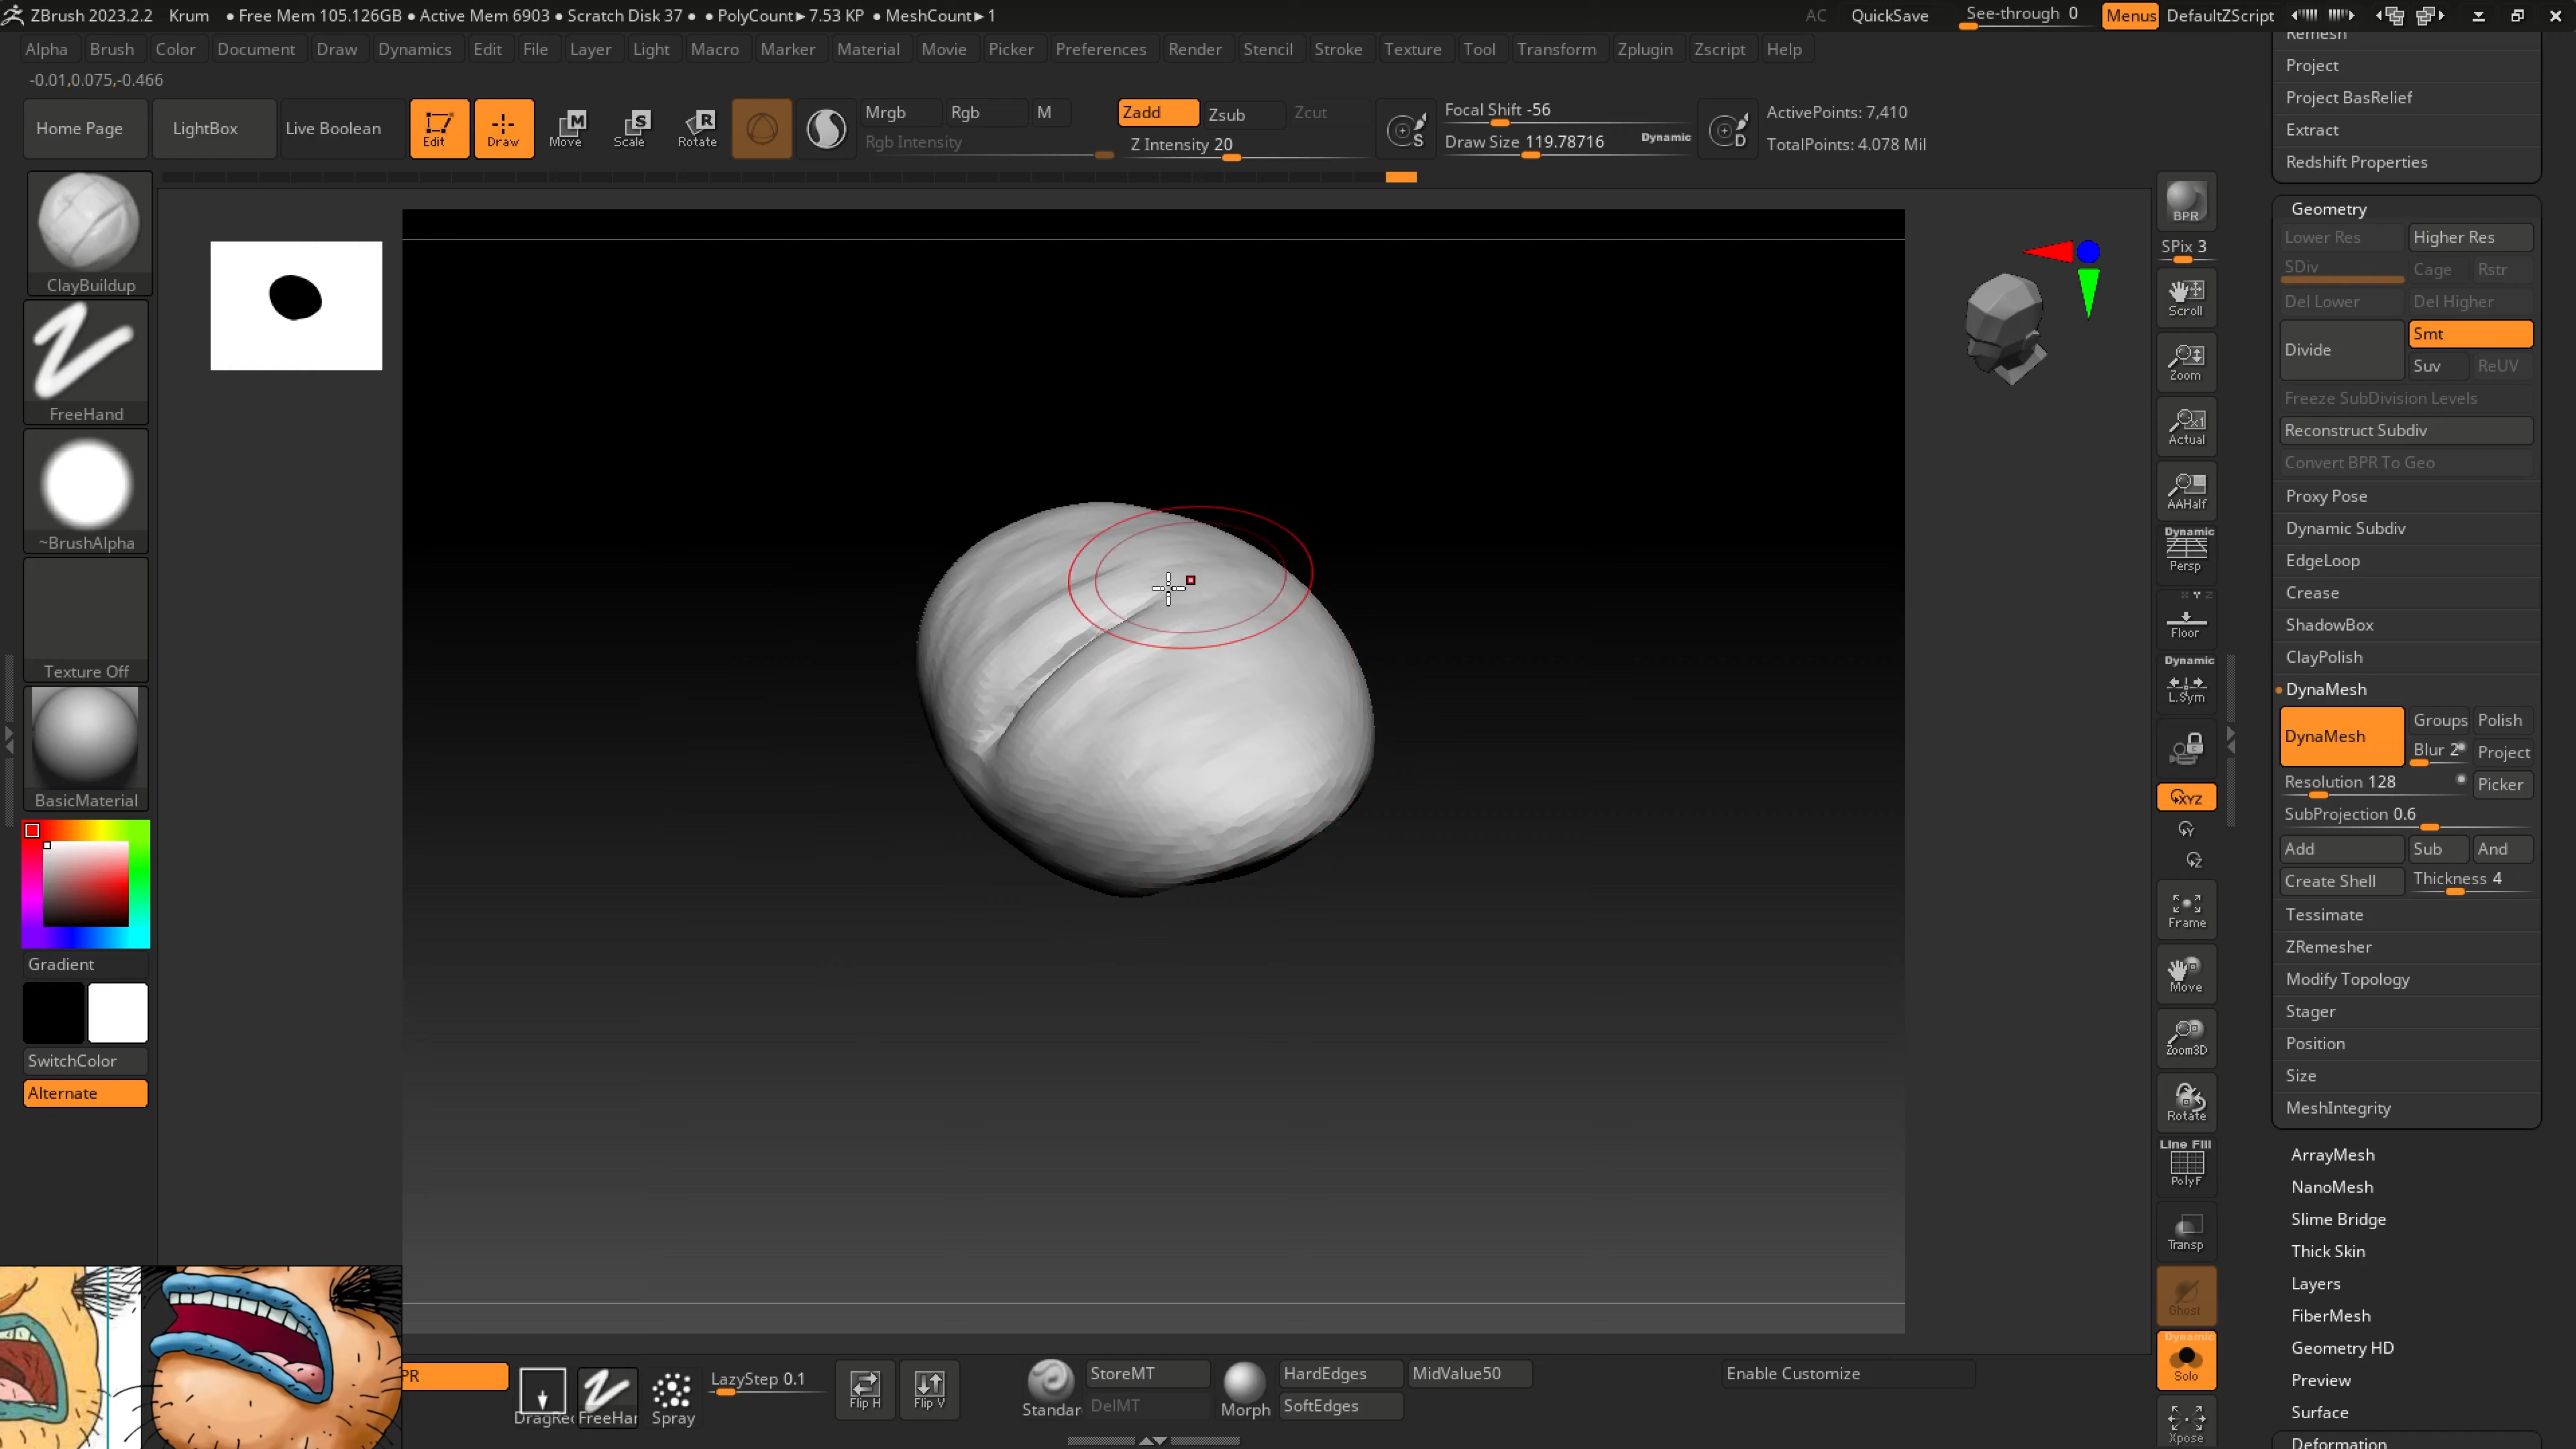 ZBrush 2023.2.2 Krum ● Free Mem 105.126GB ● Active Mem 6903 ● Scratch Disk 37 ● ● PolyCount► 7.53 KP ● MeshCount► 1 AC QuickSave See-through 0 Menus DefaultZScript
Alpha Brush Color Document Draw Dynamics Edit File Layer Light Macro Marker Material Movie Picker Preferences Render Stencil Stroke Texture Tool Transform Zplugin Zscript Help
-0.01,0.075,-0.466
Home Page LightBox Live Boolean Edit Draw Move Scale Rotate
M S R
Mrgb Rgb M
Rgb Intensity
Zadd Zsub Zcut
Z Intensity 20
S
Focal Shift -56
Draw Size 119.78716 Dynamic
D
ActivePoints: 7,410
TotalPoints: 4.078 Mil
ClayBuildup
FreeHand
~BrushAlpha
Texture Off
BasicMaterial
Gradient
SwitchColor
Alternate
BPR
SPix 3
Scroll
Zoom
x1
Actual
AAHalf
Dynamic
Persp
X Y Z
Floor
Dynamic
L.Sym
XYZ
Y
Z
Frame
Move
Zoom3D
Rotate
Line Fill
PolyF
Transp
Ghost
Dynamic
Solo
Xpose
Remesh
Project
Project BasRelief
Extract
Redshift Properties
Geometry
Lower Res Higher Res
SDiv Cage Rstr
Del Lower Del Higher
Divide Smt
Suv ReUV
Freeze SubDivision Levels
Reconstruct Subdiv
Convert BPR To Geo
Proxy Pose
Dynamic Subdiv
EdgeLoop
Crease
ShadowBox
ClayPolish
DynaMesh
DynaMesh Groups Polish
Blur 2 Project
Resolution 128 Picker
SubProjection 0.6
Add Sub And
Create Shell Thickness 4
Tessimate
ZRemesher
Modify Topology
Stager
Position
Size
MeshIntegrity
ArrayMesh
NanoMesh
Slime Bridge
Thick Skin
Layers
FiberMesh
Geometry HD
Preview
Surface
Deformation
PR
DragRec FreeHar Spray
LazyStep 0.1
Flip H Flip V
Standar
StoreMT
DelMT
Morph
HardEdges MidValue50
SoftEdges
Enable Customize